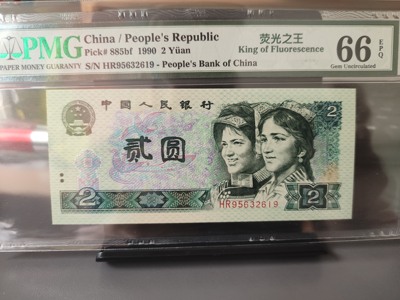 PMG
PAPER MONEY GUARANTY
China / People's Republic
Pick# 885bf 1990 2 Yüan
S/N HR95632619 - People's Bank of China
荧光之王
King of Fluorescence
66 EPQ
Gem Uncirculated
中国人民银行
贰圆
2
2
2
HR95632619